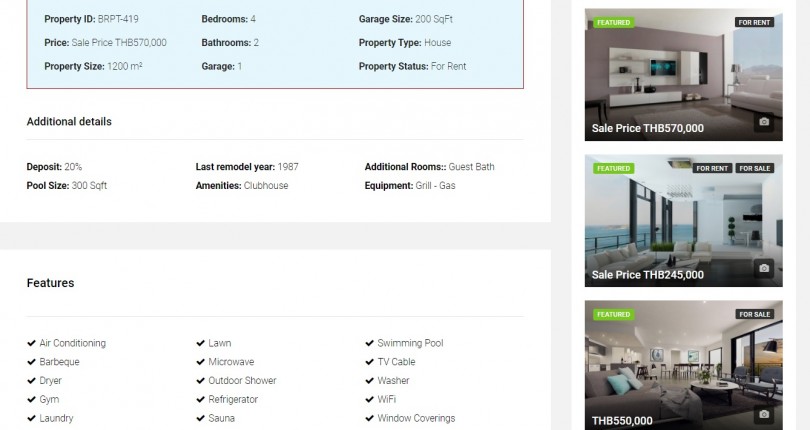 Property ID: BRPT-419 Bedrooms: 4 Garage Size: 200 SqFt
Price: Sale Price THB570,000 Bathrooms: 2 Property Type: House
Property Size: 1200 m² Garage: 1 Property Status: For Rent
Additional details
Deposit: 20% Last remodel year: 1987 Additional Rooms:: Guest Bath
Pool Size: 300 Sqft Amenities: Clubhouse Equipment: Grill - Gas
Features
Air Conditioning Lawn Swimming Pool
Barbeque Microwave TV Cable
Dryer Outdoor Shower Washer
Gym Refrigerator WiFi
Laundry Sauna Window Coverings
FEATURED FOR RENT
Sale Price THB570,000
FEATURED FOR RENT FOR SALE
Sale Price THB245,000
FEATURED FOR SALE
THB550,000